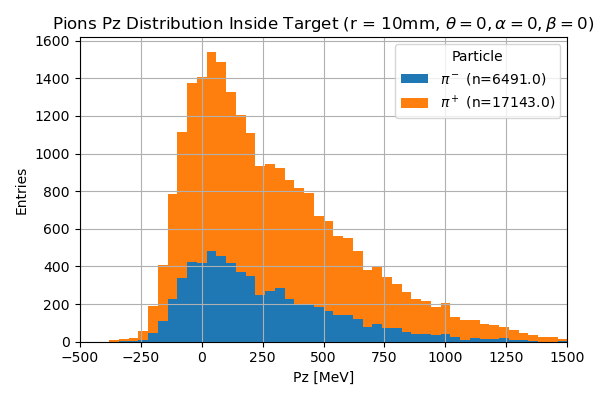 Pions Pz Distribution Inside Target (r = 10mm, θ = 0, α = 0, β = 0)
Particle
π⁻ (n=6491.0)
π⁺ (n=17143.0)
Entries
1600
1400
1200
1000
800
600
400
200
0
−500 −250 0 250 500 750 1000 1250 1500
Pz [MeV]